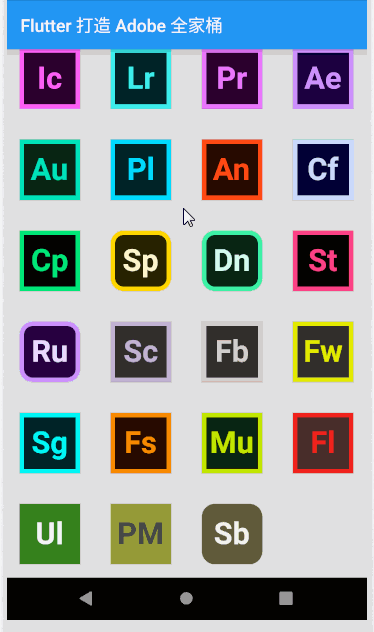 Flutter 打造 Adobe 全家桶
Ic Lr Pr Ae
Au Pl An Cf
Cp Sp Dn St
Ru Sc Fb Fw
Sg Fs Mu Fl
Ul PM Sb